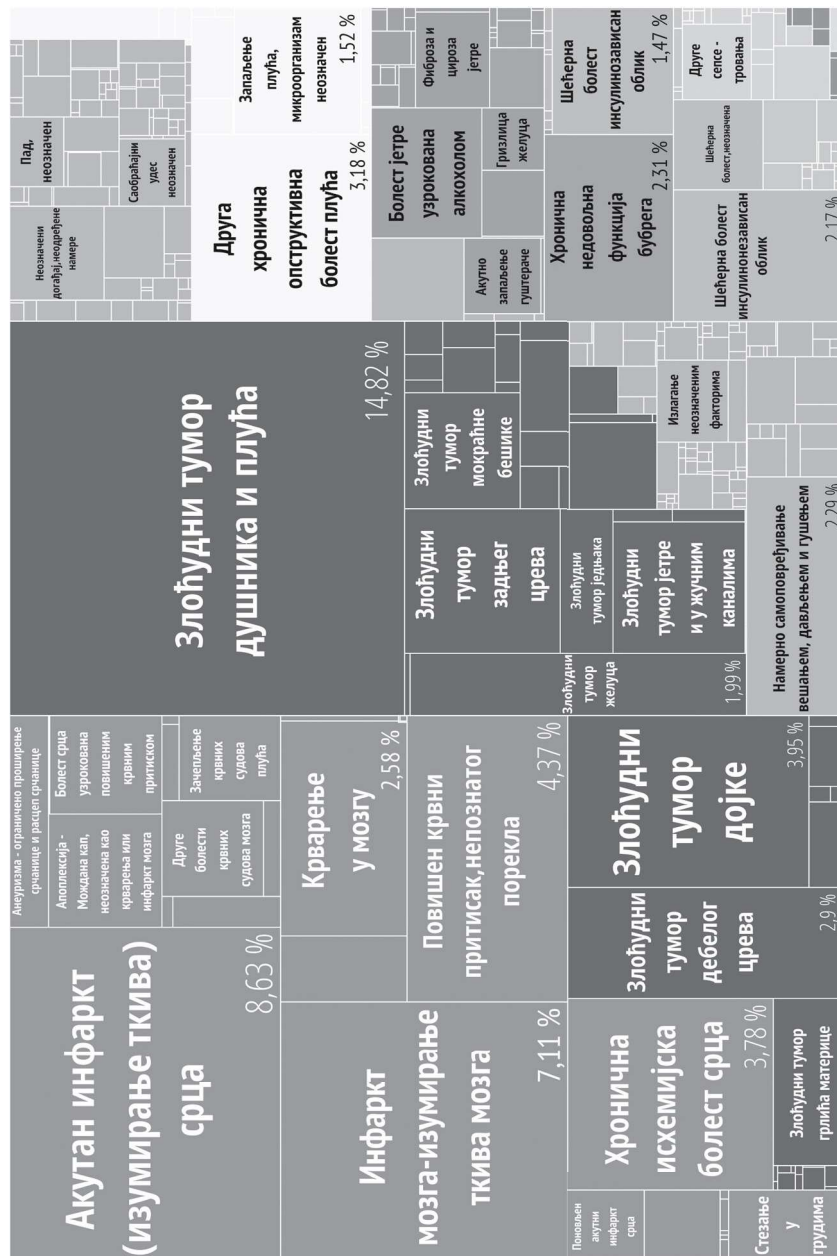 Акутан инфаркт
(изумирање ткива)
срца
8,63 %
Анеуризма - ограничено проширење
срчанице и расцеп срчанице
Апоплексија -
Мождана кап,
неозначена као
крварења или
инфаркт мозга
Болест срца
узрокована
повишеним
крвним
притиском
Друге
болести
крвних
судова мозга
Зачепљење
крвних
судова
плућа
Инфаркт
мозга-изумирање
ткива мозга
7,11 %
Крварење
у мозгу
2,58 %
Повишен крвни
притисак,непознатог
порекла
4,37 %
Хронична
исхемијска
болест срца
3,78 %
Поновљен
акутни
инфаркт
срца
Стезање
у
грудима
Злоћудни
тумор
дојке
3,95 %
Злоћудни
тумор
дебелог
црева
2,9 %
Злоћудни тумор
грлића материце
Злоћудни тумор
душника и плућа
14,82 %
Злоћудни
тумор
задњег
црева
Злоћудни
тумор
мокраћне
бешике
Злоћудни
тумор
желуца
1,99 %
Злоћудни
тумор једњака
Злоћудни
тумор јетре
и у жучним
каналима
Излагање
неозначеним
факторима
Намерно самоповређивање
вешањем, дављењем и гушењем
2,29 %
Неозначени
догађај,неодређене
намере
Пад,
неозначен
Саобраћајни
удес
неозначен
Друга
хронична
опструктивна
болест плућа
3,18 %
Запаљење
плућа,
микроорганизам
неозначен
1,52 %
Болест јетре
узрокована
алкохолом
Фиброза и
цироза
јетре
Акутно
запаљење
гуштераче
Гризлица
желуца
Хронична
недовољна
функција
бубрега
2,31 %
Шећерна
болест
инсулинозависан
облик
1,47 %
Шећерна болест
инсулинонезависан
облик
2,17 %
Шећерна
болест,неозначена
Друге
сепсе -
тровања